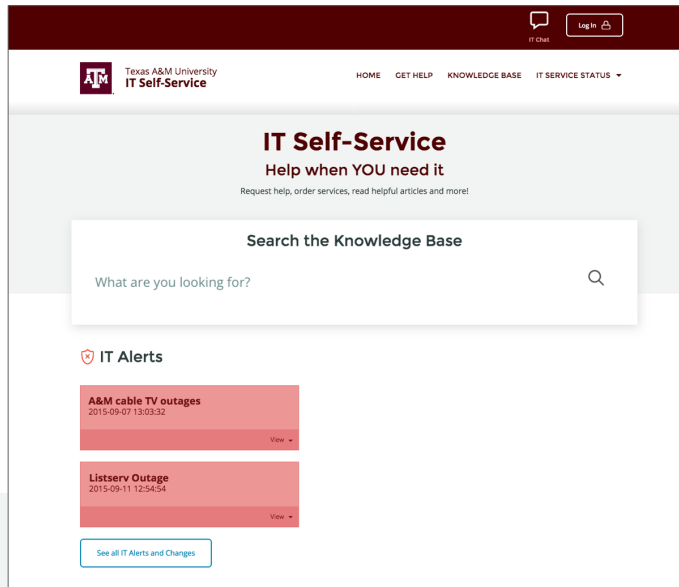 IT Chat
Log In
ATM
Texas A&M University
IT Self-Service
HOME GET HELP KNOWLEDGE BASE IT SERVICE STATUS
IT Self-Service
Help when YOU need it
Request help, order services, read helpful articles and more!
Search the Knowledge Base
What are you looking for?
IT Alerts
A&M cable TV outages
2015-09-07 13:03:32
View
Listserv Outage
2015-09-11 12:54:54
View
See all IT Alerts and Changes